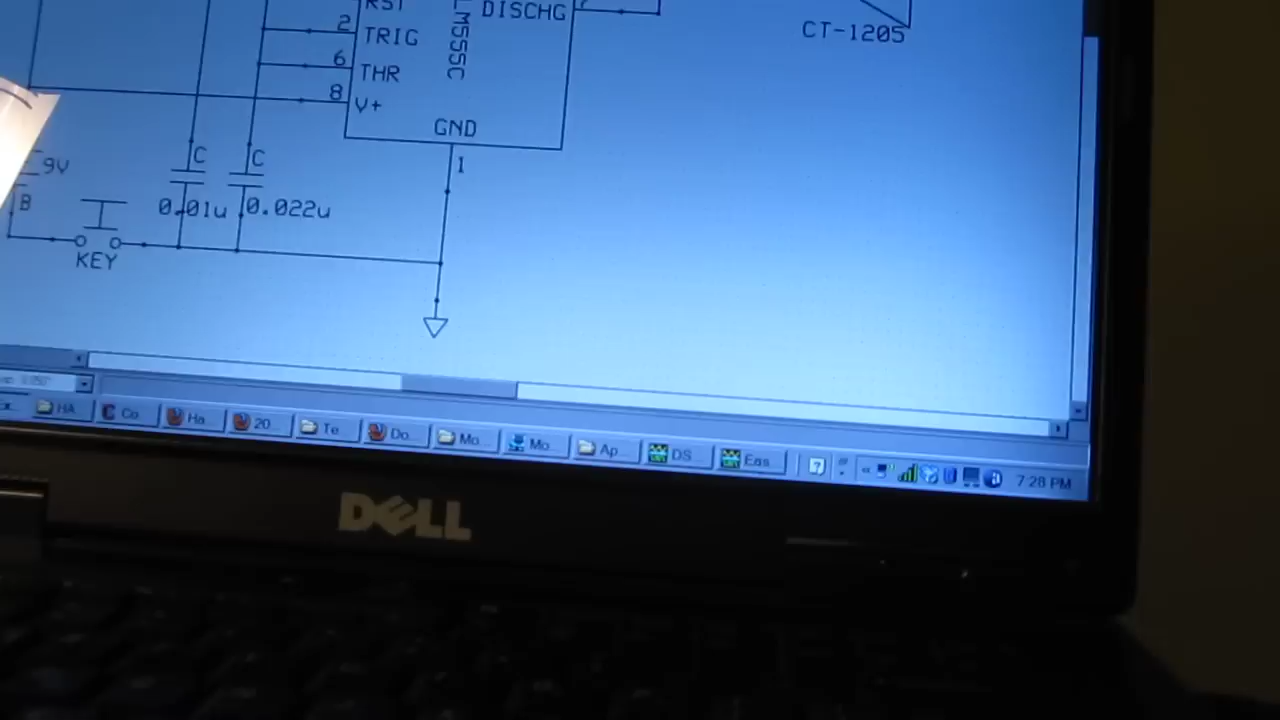 RST
DISCHG
2
TRIG
LM555C
CT-1205
6
THR
8
V+
GND
C
C
1
9V
B
0.01u
0.022u
KEY
HA
Co
Ha
20
Te
Do
Mo
Mo
Ap
DS
Eas
7:28 PM
DELL